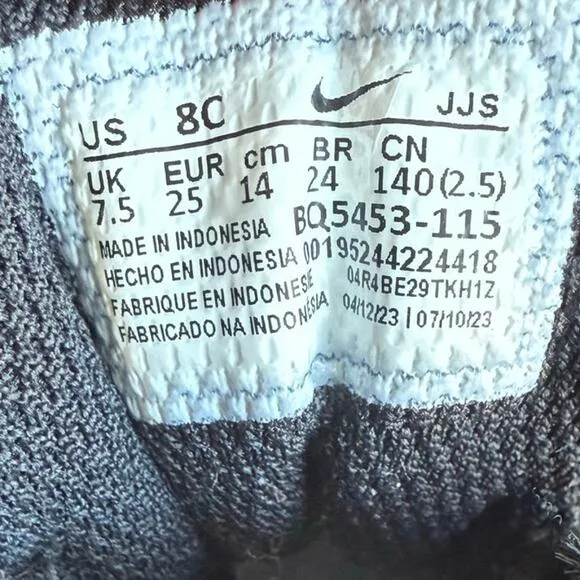 US 8C JJS
UK EUR cm BR CN
7.5 25 14 24 140(2.5)
MADE IN INDONESIA BQ5453-115
HECHO EN INDONESIA 00195244224418
FABRIQUE EN INDONESIE 04R4BE29TKH1Z
FABRICADO NA INDONESIA 04/12/23 | 07/10/23